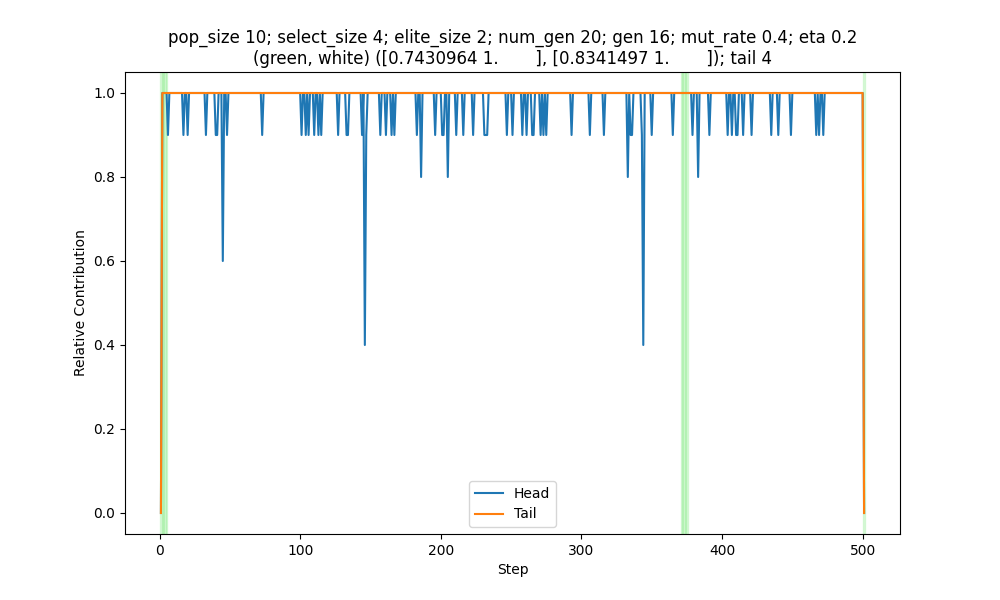 pop_size 10; select_size 4; elite_size 2; num_gen 20; gen 16; mut_rate 0.4; eta 0.2
(green, white) ([0.7430964 1.       ], [0.8341497 1.       ]); tail 4
1.0
0.8
0.6
0.4
0.2
0.0
Relative Contribution
Head
Tail
0 100 200 300 400 500
Step